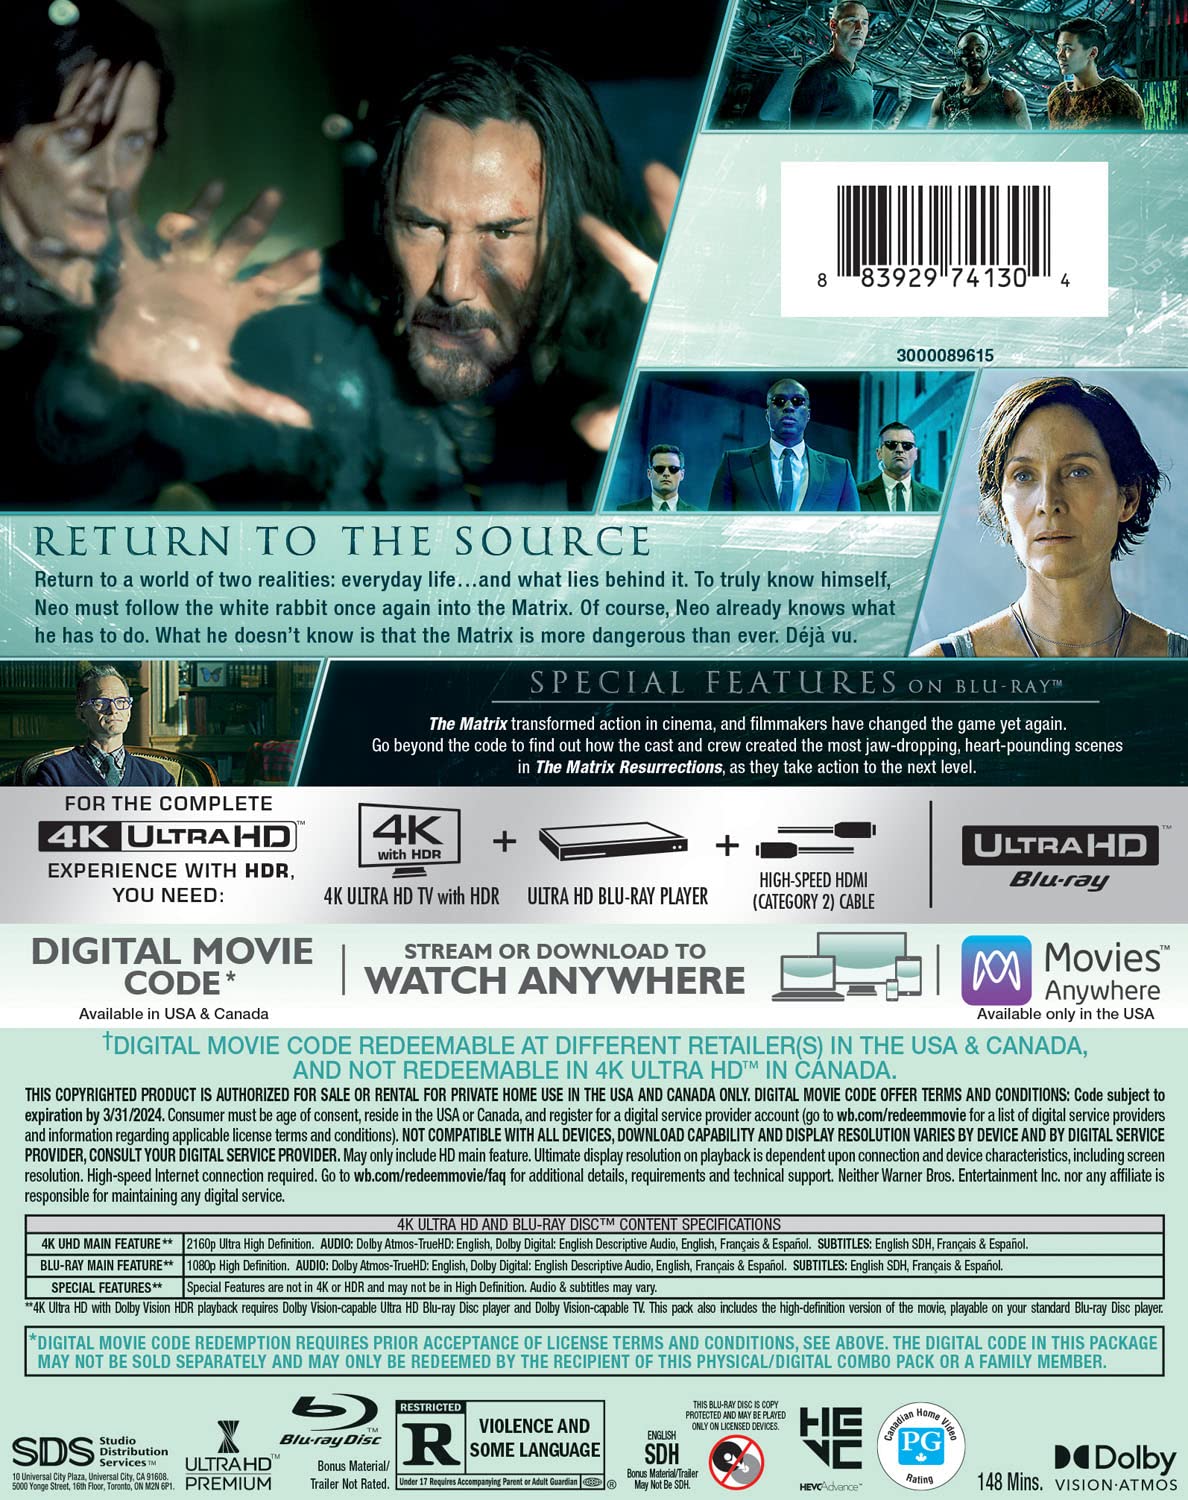 8 83929 74130 4
3000089615
RETURN TO THE SOURCE
Return to a world of two realities: everyday life...and what lies behind it. To truly know himself,
Neo must follow the white rabbit once again into the Matrix. Of course, Neo already knows what
he has to do. What he doesn't know is that the Matrix is more dangerous than ever. Déjà vu.
SPECIAL FEATURES ON BLU-RAY™
The Matrix transformed action in cinema, and filmmakers have changed the game yet again.
Go beyond the code to find out how the cast and crew created the most jaw-dropping, heart-pounding scenes
in The Matrix Resurrections, as they take action to the next level.
FOR THE COMPLETE
4K ULTRA HD™
EXPERIENCE WITH HDR,
YOU NEED:
4K
with HDR
4K ULTRA HD TV with HDR
+
ULTRA HD BLU-RAY PLAYER
+
HIGH-SPEED HDMI
(CATEGORY 2) CABLE
ULTRA HD™
Blu-ray
DIGITAL MOVIE
CODE*
Available in USA & Canada
STREAM OR DOWNLOAD TO
WATCH ANYWHERE
Movies™
Anywhere
Available only in the USA
†DIGITAL MOVIE CODE REDEEMABLE AT DIFFERENT RETAILER(S) IN THE USA & CANADA,
AND NOT REDEEMABLE IN 4K ULTRA HD™ IN CANADA.
THIS COPYRIGHTED PRODUCT IS AUTHORIZED FOR SALE OR RENTAL FOR PRIVATE HOME USE IN THE USA AND CANADA ONLY. DIGITAL MOVIE CODE OFFER TERMS AND CONDITIONS: Code subject to
expiration by 3/31/2024. Consumer must be age of consent, reside in the USA or Canada, and register for a digital service provider account (go to wb.com/redeemmovie for a list of digital service providers
and information regarding applicable license terms and conditions). NOT COMPATIBLE WITH ALL DEVICES, DOWNLOAD CAPABILITY AND DISPLAY RESOLUTION VARIES BY DEVICE AND BY DIGITAL SERVICE
PROVIDER, CONSULT YOUR DIGITAL SERVICE PROVIDER. May only include HD main feature. Ultimate display resolution on playback is dependent upon connection and device characteristics, including screen
resolution. High-speed Internet connection required. Go to wb.com/redeemmovie/faq for additional details, requirements and technical support. Neither Warner Bros. Entertainment Inc. nor any affiliate is
responsible for maintaining any digital service.
4K ULTRA HD AND BLU-RAY DISC™ CONTENT SPECIFICATIONS
4K UHD MAIN FEATURE** 2160p Ultra High Definition. AUDIO: Dolby Atmos-TrueHD: English, Dolby Digital: English Descriptive Audio, English, Français & Español. SUBTITLES: English SDH, Français & Español.
BLU-RAY MAIN FEATURE** 1080p High Definition. AUDIO: Dolby Atmos-TrueHD: English, Dolby Digital: English Descriptive Audio, English, Français & Español. SUBTITLES: English SDH, Français & Español.
SPECIAL FEATURES** Special Features are not in 4K or HDR and may not be in High Definition. Audio & subtitles may vary.
**4K Ultra HD with Dolby Vision HDR playback requires Dolby Vision-capable Ultra HD Blu-ray Disc player and Dolby Vision-capable TV. This pack also includes the high-definition version of the movie, playable on your standard Blu-ray Disc player.
*DIGITAL MOVIE CODE REDEMPTION REQUIRES PRIOR ACCEPTANCE OF LICENSE TERMS AND CONDITIONS, SEE ABOVE. THE DIGITAL CODE IN THIS PACKAGE
MAY NOT BE SOLD SEPARATELY AND MAY ONLY BE REDEEMED BY THE RECIPIENT OF THIS PHYSICAL/DIGITAL COMBO PACK OR A FAMILY MEMBER.
SDS Studio
Distribution
Services™
10 Universal City Plaza, Universal City, CA 91608.
5000 Yonge Street, 16th Floor, Toronto, ON M2N 6P1.
ULTRA HD™
PREMIUM
Blu-ray Disc™
Bonus Material/
Trailer Not Rated.
RESTRICTED
R
VIOLENCE AND
SOME LANGUAGE
Under 17 Requires Accompanying Parent or Adult Guardian
®
ENGLISH
SDH
Bonus Material/Trailer
May Not Be SDH.
THIS BLU-RAY DISC IS COPY
PROTECTED AND MAY BE PLAYED
ONLY ON LICENSED DEVICES.
HEVC
HEVCAdvance™
Canadian Home Video
PG
Rating
148 Mins.
Dolby
VISION·ATMOS